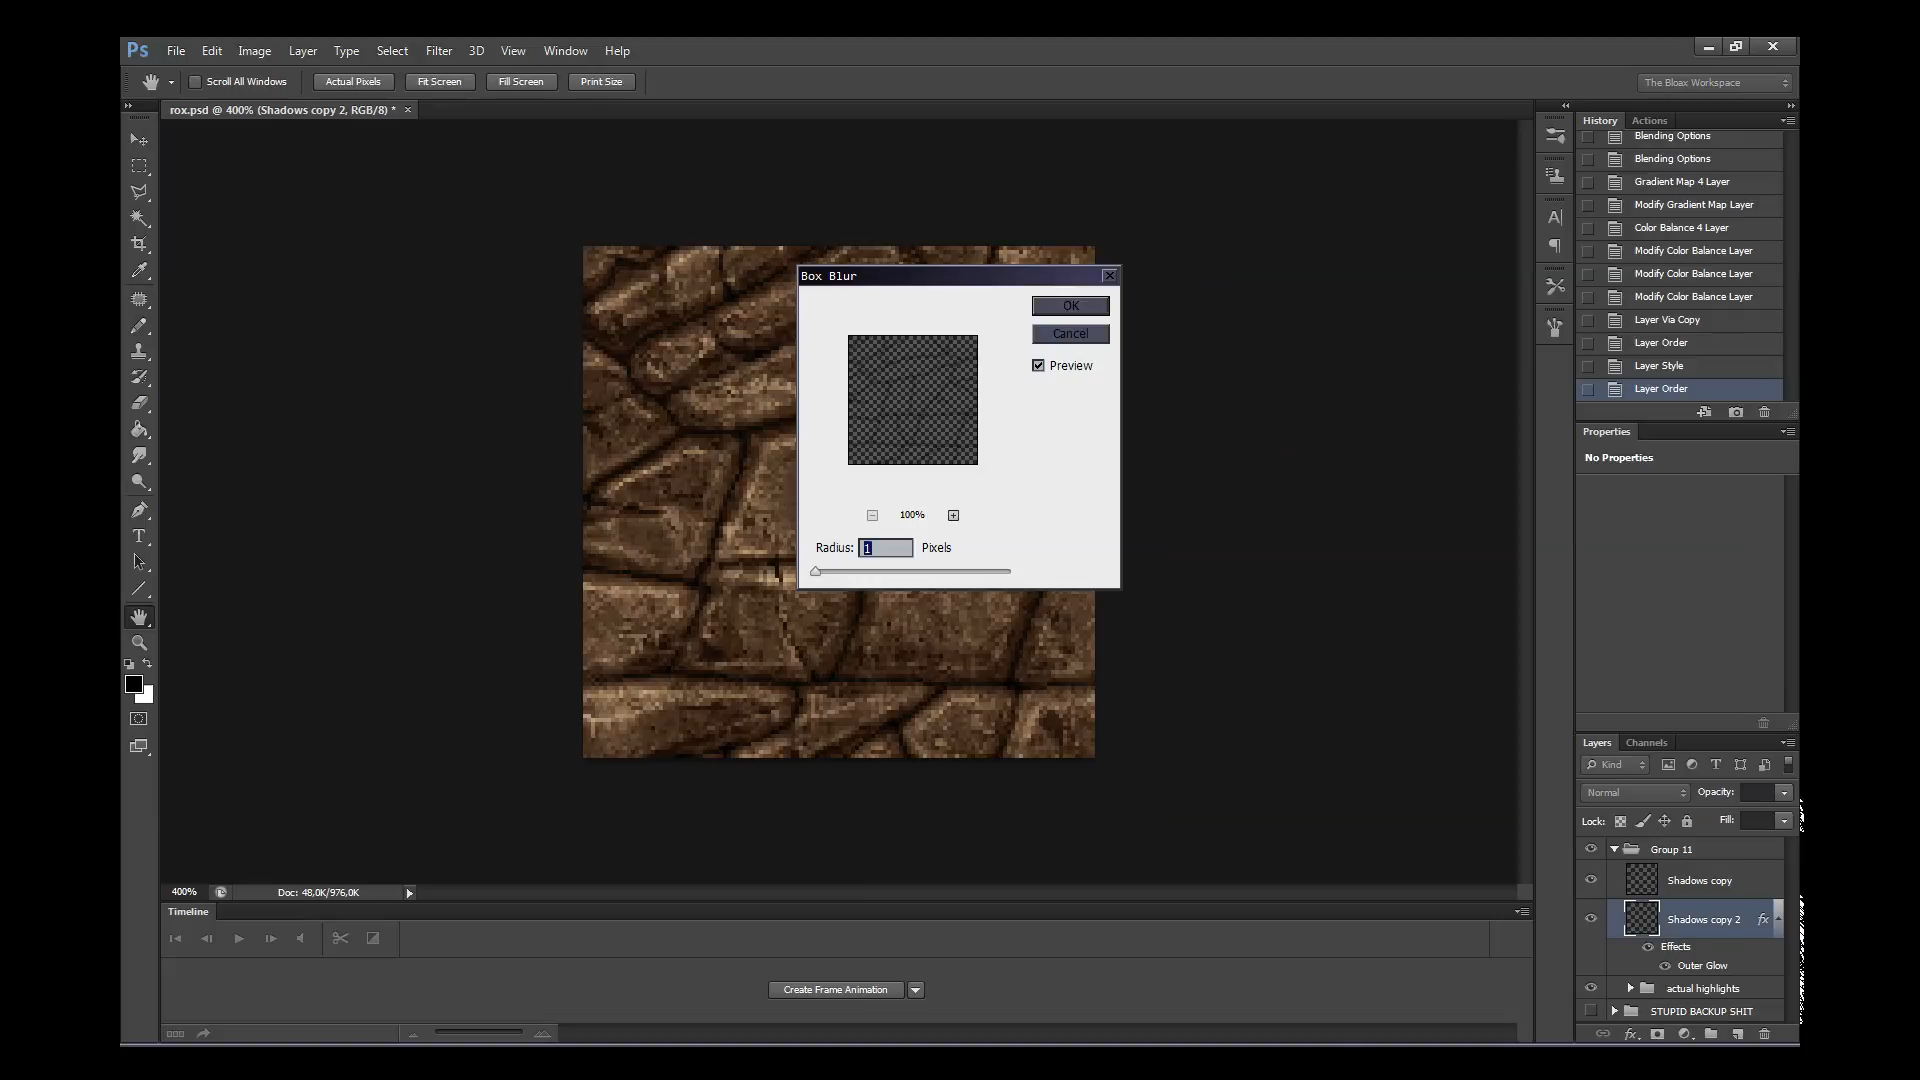 Ps File Edit Image Layer Type Select Filter 3D View Window Help
Scroll All Windows Actual Pixels Fit Screen Fill Screen Print Size The Bloax Workspace
rox.psd @ 400% (Shadows copy 2, RGB/8) * ×
History Actions
Blending Options
Blending Options
Gradient Map 4 Layer
Modify Gradient Map Layer
Color Balance 4 Layer
Modify Color Balance Layer
Modify Color Balance Layer
Modify Color Balance Layer
Layer Via Copy
Layer Order
Layer Style
Layer Order
Box Blur
OK
Cancel
Preview
100%
Radius: 1 Pixels
Properties
No Properties
Layers Channels
Kind
Normal Opacity:
Lock: Fill:
Group 11
Shadows copy
Shadows copy 2 fx
Effects
Outer Glow
actual highlights
STUPID BACKUP SHIT
fx
400% Doc: 48,0K/976,0K
Timeline
Create Frame Animation